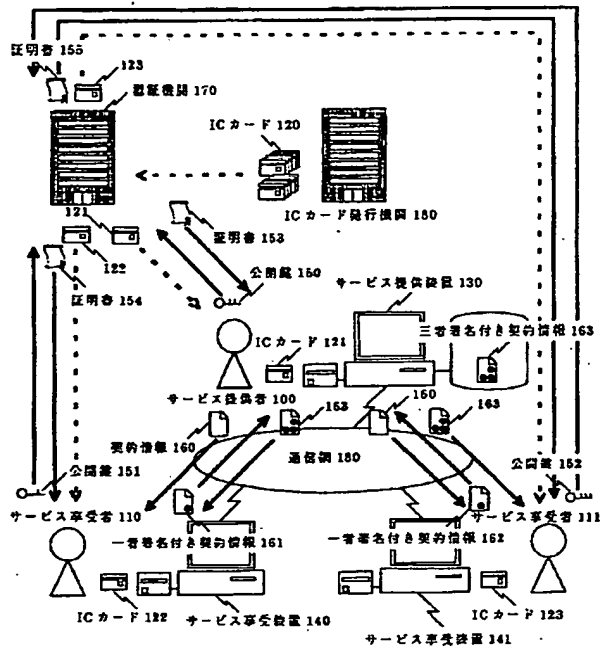 証明書 155
123
認証機関 170
ICカード 120
ICカード発行機関 180
121
122
証明書 153
証明書 154
公開鍵 150
サービス提供装置 130
三者署名付き契約情報 163
ICカード 121
サービス提供者 100
契約情報 160
163
160
163
通信網 180
公開鍵 151
公開鍵 152
サービス享受者 110
サービス享受者 111
一者署名付き契約情報 161
一者署名付き契約情報 162
ICカード 122
サービス享受装置 140
ICカード 123
サービス享受装置 141